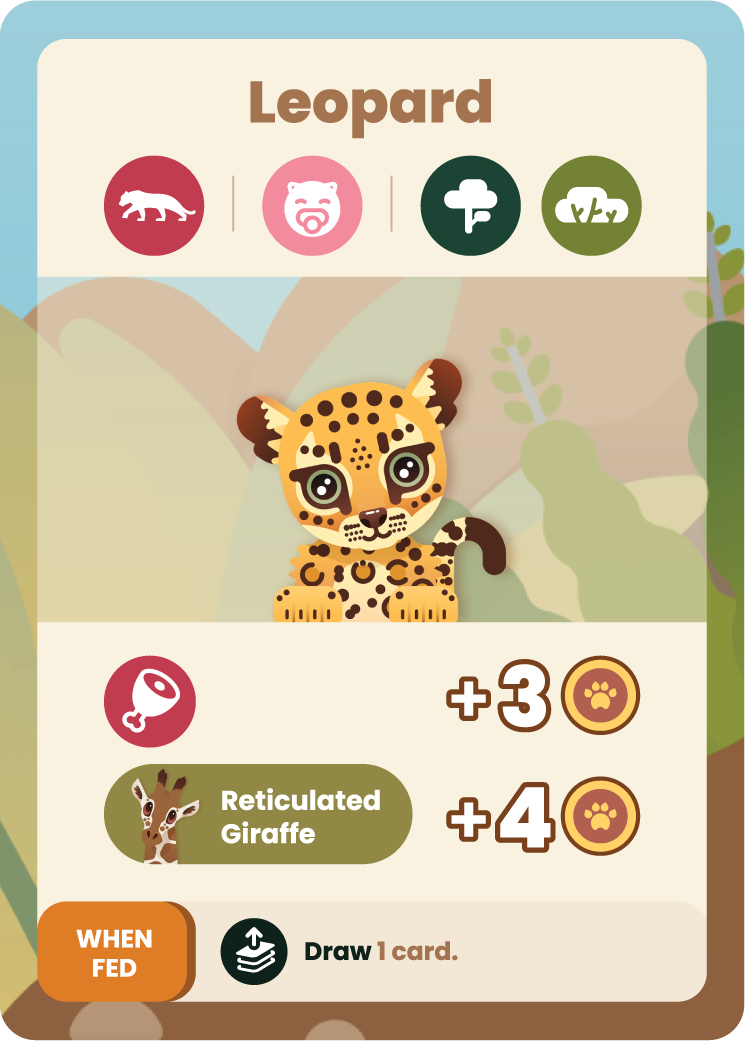 Leopard
+3
Reticulated
Giraffe
+4
WHEN
FED
Draw 1 card.